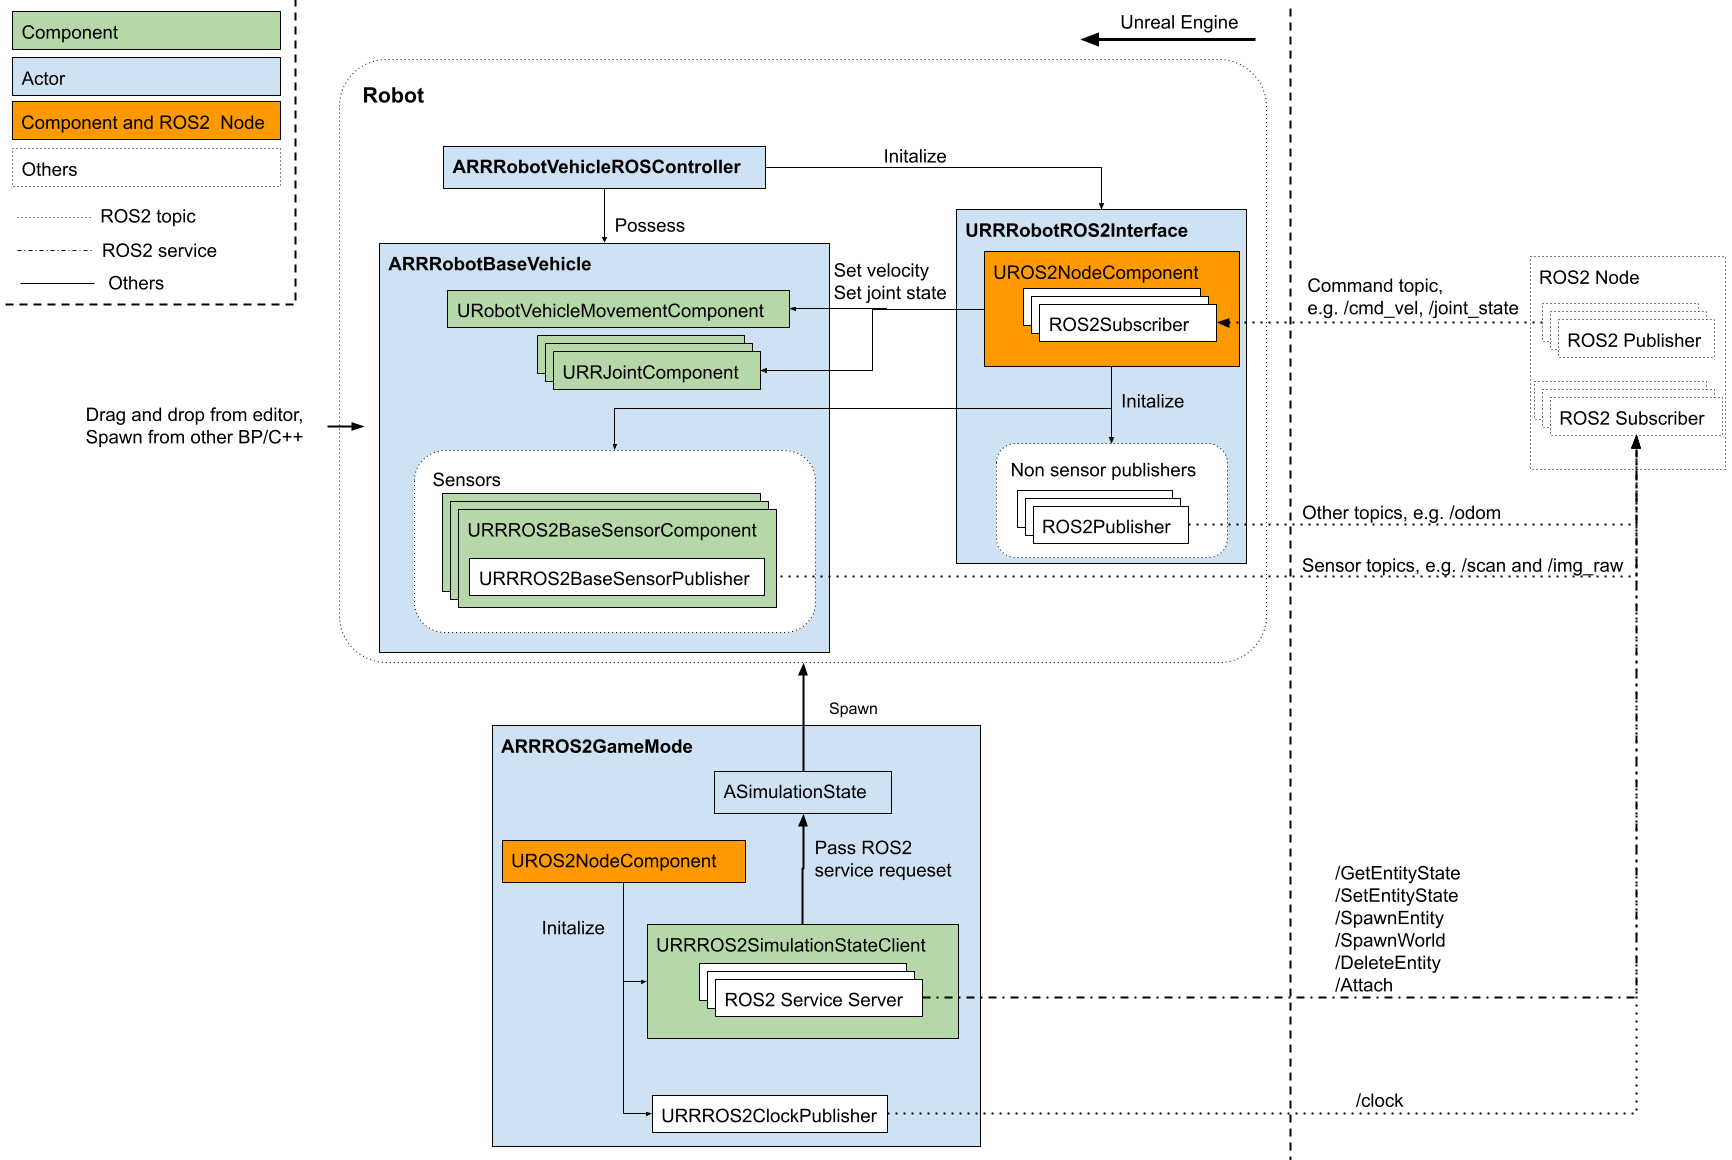 Component
Actor
Component and ROS2  Node
Others
ROS2 topic
ROS2 service
Others
Unreal Engine
Robot
ARRRobotVehicleROSController
Initalize
Possess
ARRRobotBaseVehicle
URobotVehicleMovementComponent
URRJointComponent
Set velocity
Set joint state
URRRobotROS2Interface
UROS2NodeComponent
ROS2Subscriber
Command topic,
e.g. /cmd_vel, /joint_state
ROS2 Node
ROS2 Publisher
ROS2 Subscriber
Drag and drop from editor,
Spawn from other BP/C++
Initalize
Sensors
URRROS2BaseSensorComponent
URRROS2BaseSensorPublisher
Non sensor publishers
ROS2Publisher
Other topics, e.g. /odom
Sensor topics, e.g. /scan and /img_raw
Spawn
ARRROS2GameMode
ASimulationState
Pass ROS2
service requeset
UROS2NodeComponent
Initalize
URRROS2SimulationStateClient
ROS2 Service Server
URRROS2ClockPublisher
/GetEntityState
/SetEntityState
/SpawnEntity
/SpawnWorld
/DeleteEntity
/Attach
/clock